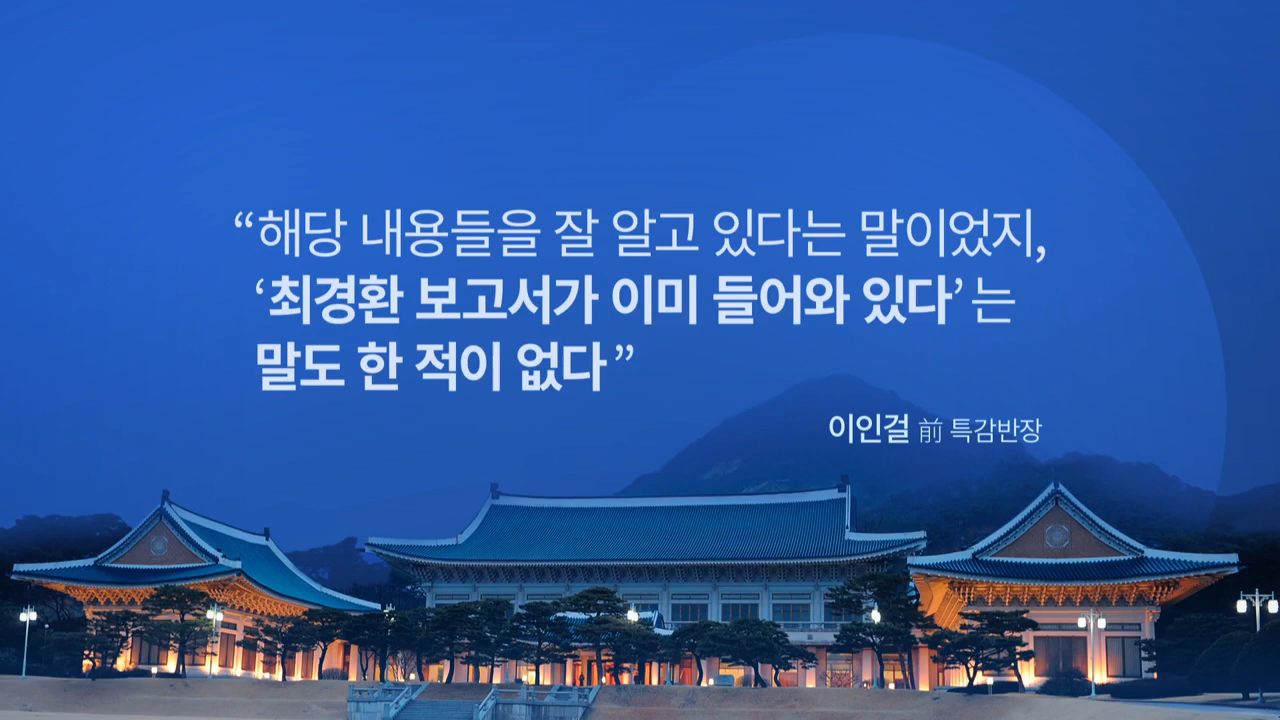 “해당 내용들을 잘 알고 있다는 말이었지,
‘최경환 보고서가 이미 들어와 있다’는
말도 한 적이 없다”
이인걸 前 특감반장